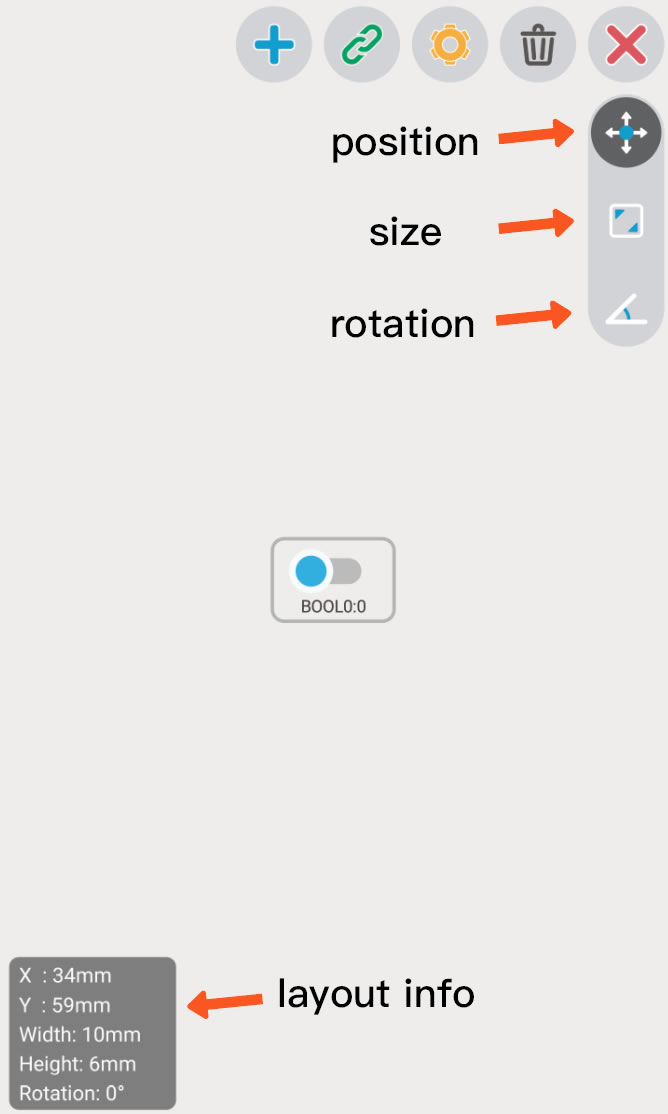 position
size
rotation
BOOL0:0
X : 34mm
Y : 59mm
Width: 10mm
Height: 6mm
Rotation: 0°
layout info